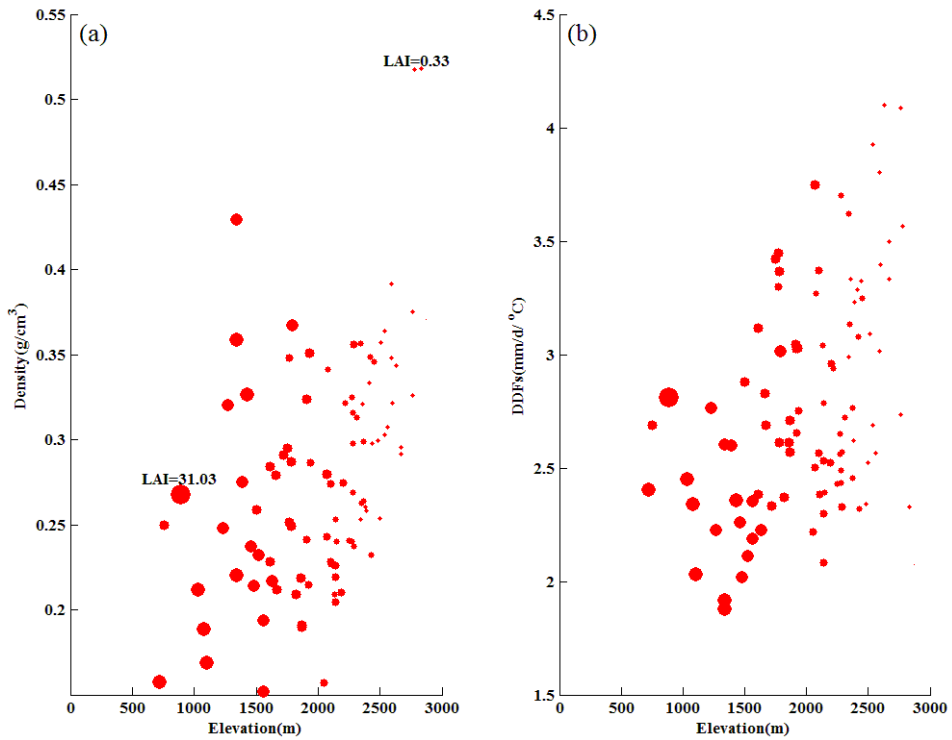 (a)
LAI=0.33
LAI=31.03
0.55
0.5
0.45
0.4
0.35
0.3
0.25
0.2
Density(g/cm³)
0 500 1000 1500 2000 2500 3000
Elevation(m)
(b)
4.5
4
3.5
3
2.5
2
1.5
DDFs(mm/d/ °C)
0 500 1000 1500 2000 2500 3000
Elevation(m)